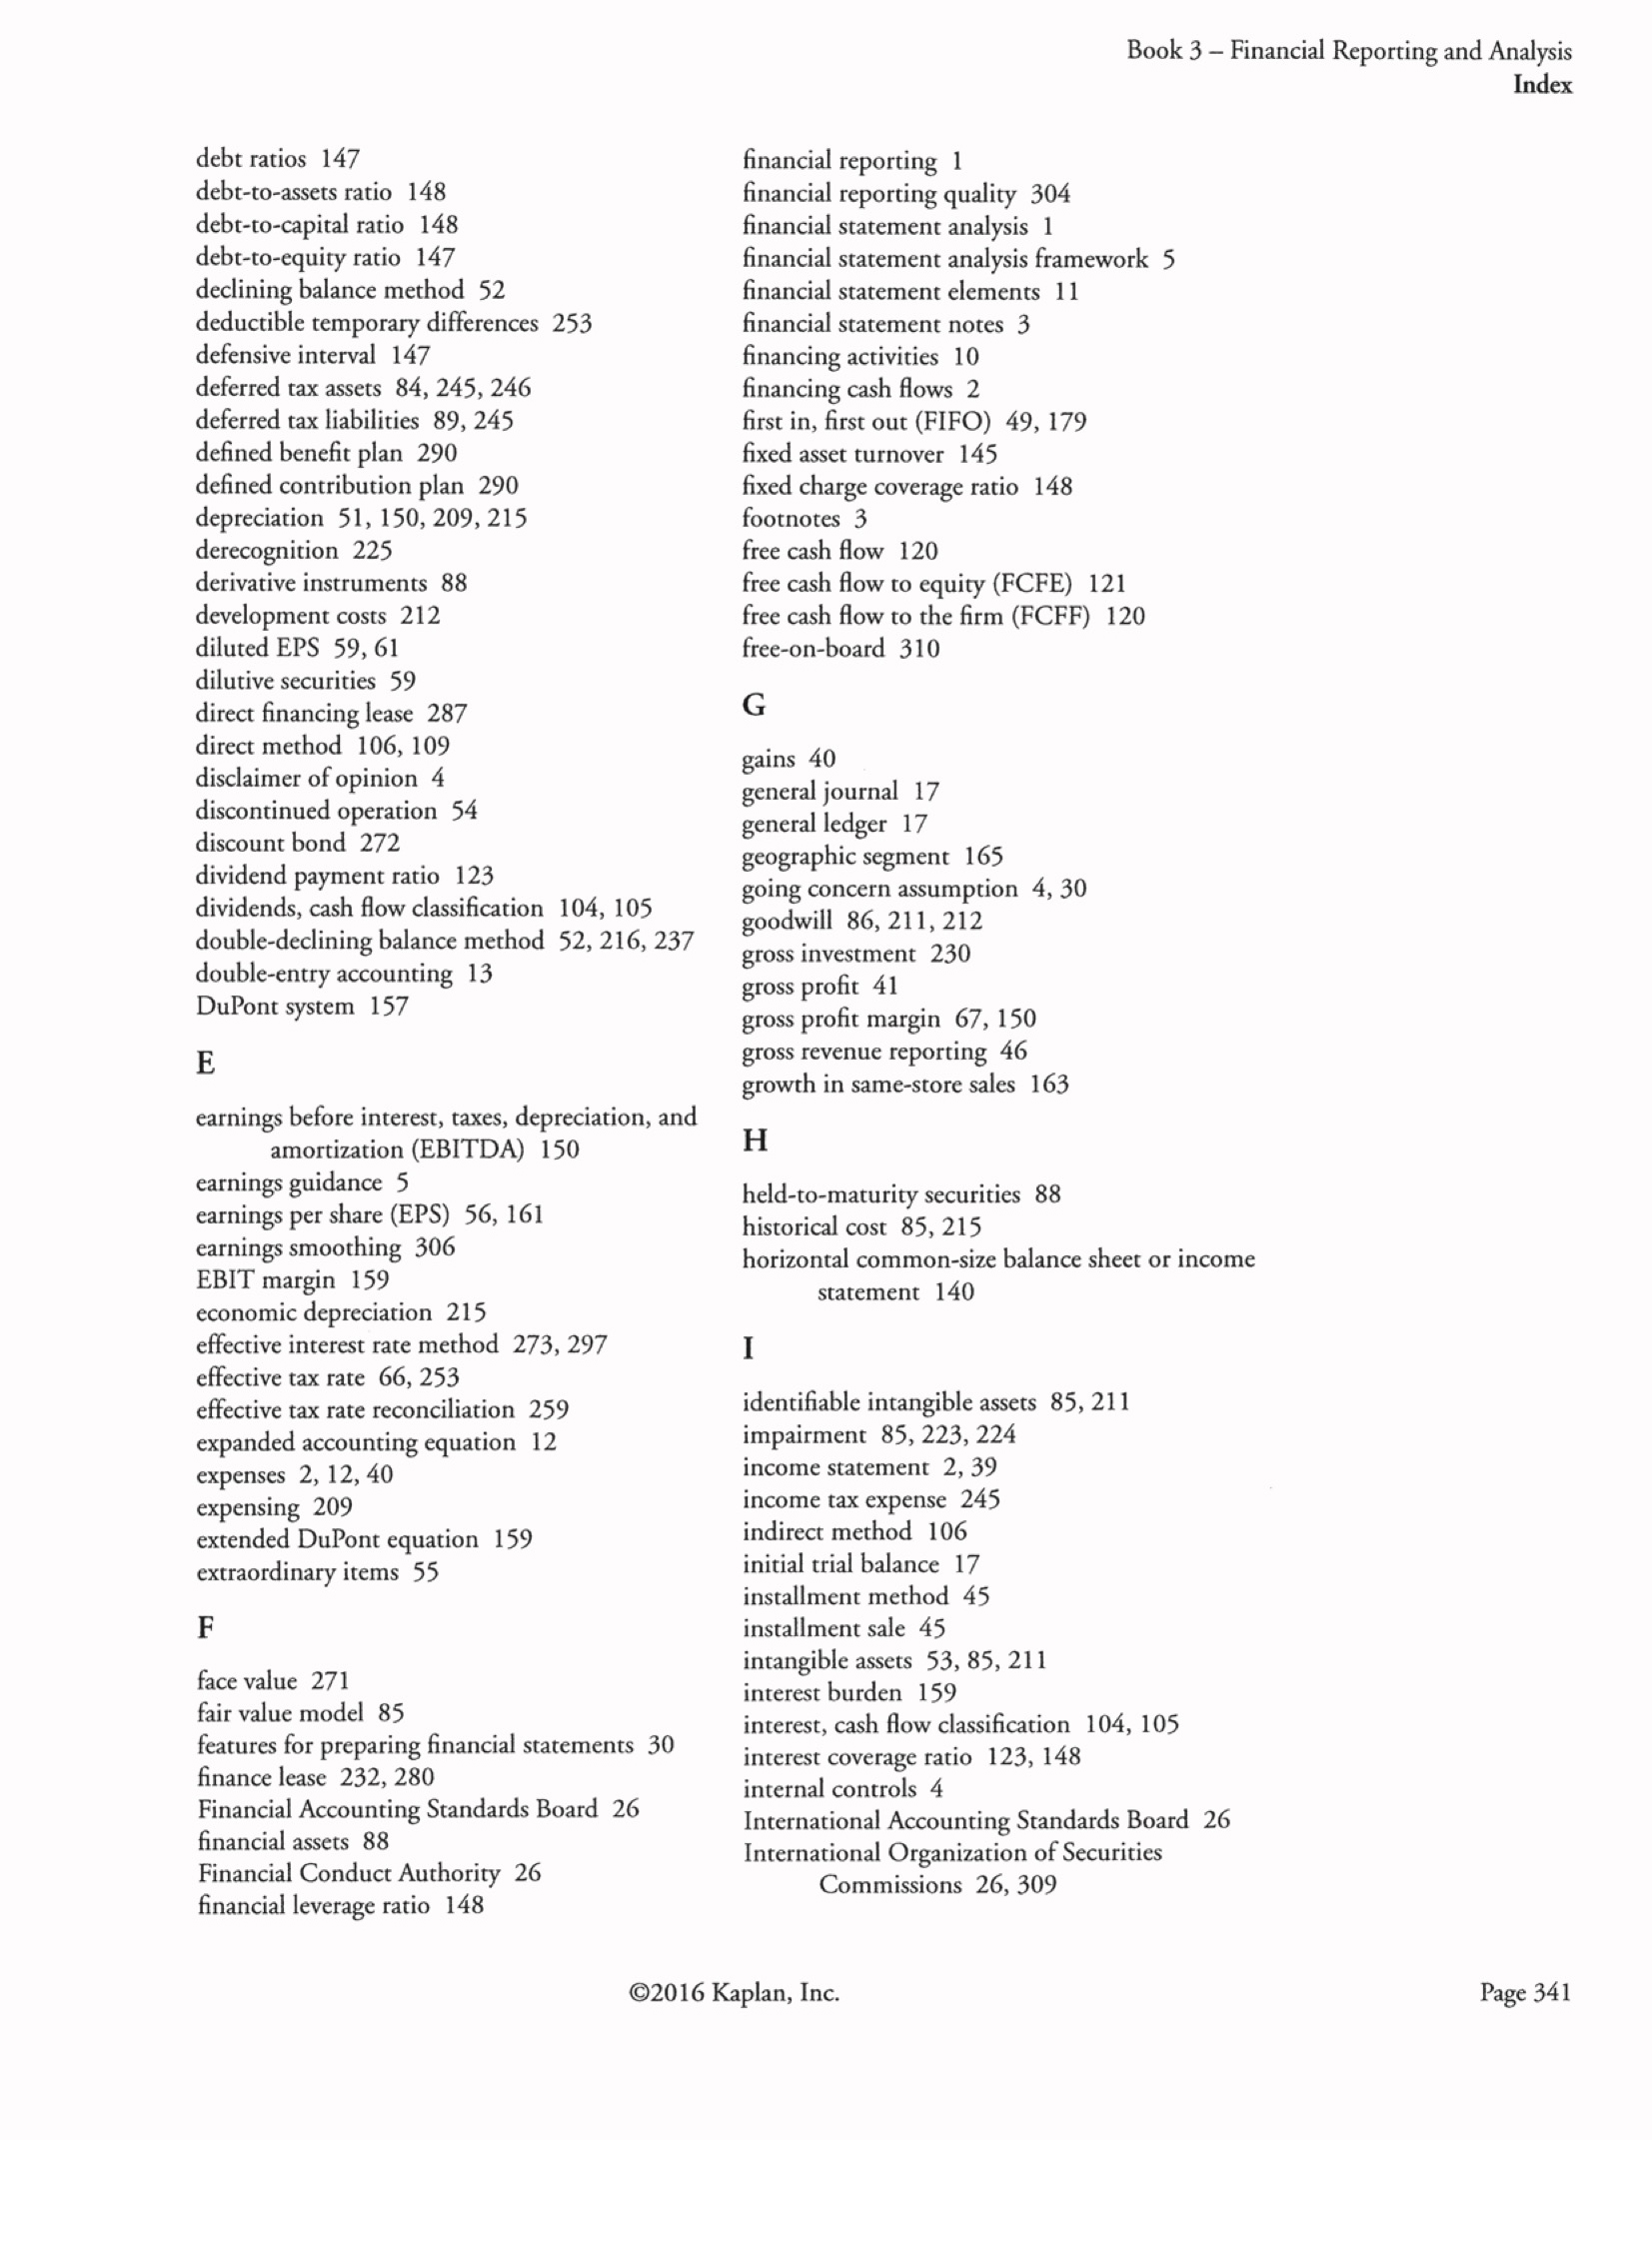 Book 3 – Financial Reporting and Analysis
Index
debt ratios 147
debt-to-assets ratio 148
debt-to-capital ratio 148
debt-to-equity ratio 147
declining balance method 52
deductible temporary differences 253
defensive interval 147
deferred tax assets 84, 245, 246
deferred tax liabilities 89, 245
defined benefit plan 290
defined contribution plan 290
depreciation 51, 150, 209, 215
derecognition 225
derivative instruments 88
development costs 212
diluted EPS 59, 61
dilutive securities 59
direct financing lease 287
direct method 106, 109
disclaimer of opinion 4
discontinued operation 54
discount bond 272
dividend payment ratio 123
dividends, cash flow classification 104, 105
double-declining balance method 52, 216, 237
double-entry accounting 13
DuPont system 157
E
earnings before interest, taxes, depreciation, and
amortization (EBITDA) 150
earnings guidance 5
earnings per share (EPS) 56, 161
earnings smoothing 306
EBIT margin 159
economic depreciation 215
effective interest rate method 273, 297
effective tax rate 66, 253
effective tax rate reconciliation 259
expanded accounting equation 12
expenses 2, 12, 40
expensing 209
extended DuPont equation 159
extraordinary items 55
F
face value 271
fair value model 85
features for preparing financial statements 30
finance lease 232, 280
Financial Accounting Standards Board 26
financial assets 88
Financial Conduct Authority 26
financial leverage ratio 148
financial reporting 1
financial reporting quality 304
financial statement analysis 1
financial statement analysis framework 5
financial statement elements 11
financial statement notes 3
financing activities 10
financing cash flows 2
first in, first out (FIFO) 49, 179
fixed asset turnover 145
fixed charge coverage ratio 148
footnotes 3
free cash flow 120
free cash flow to equity (FCFE) 121
free cash flow to the firm (FCFF) 120
free-on-board 310
G
gains 40
general journal 17
general ledger 17
geographic segment 165
going concern assumption 4, 30
goodwill 86, 211, 212
gross investment 230
gross profit 41
gross profit margin 67, 150
gross revenue reporting 46
growth in same-store sales 163
H
held-to-maturity securities 88
historical cost 85, 215
horizontal common-size balance sheet or income
statement 140
I
identifiable intangible assets 85, 211
impairment 85, 223, 224
income statement 2, 39
income tax expense 245
indirect method 106
initial trial balance 17
installment method 45
installment sale 45
intangible assets 53, 85, 211
interest burden 159
interest, cash flow classification 104, 105
interest coverage ratio 123, 148
internal controls 4
International Accounting Standards Board 26
International Organization of Securities
Commissions 26, 309
©2016 Kaplan, Inc.
Page 341